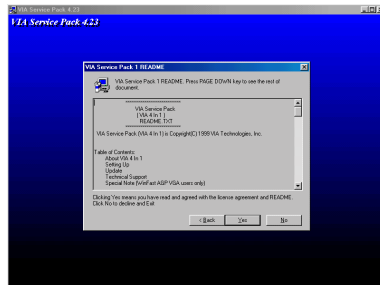 VIA Service Pack 4.23
VIA Service Pack 4.23
VIA Service Pack 1 README
VIA Service Pack 1 README. Press PAGE DOWN key to see the rest of
document.
==================
VIA Service Pack
( VIA 4 In 1 )
README.TXT
==================
VIA Service Pack (VIA 4 In 1) is Copyright(C)1999 VIA Technologies, Inc.
Table of Contents:
About VIA 4 In 1
Setting Up
Update
Technical Support
Special Note (WinFast AGP VGA users only)
Clicking Yes means you have read and agreed with the license agreement and README.
Click No to decline and Exit
< Back
Yes
No